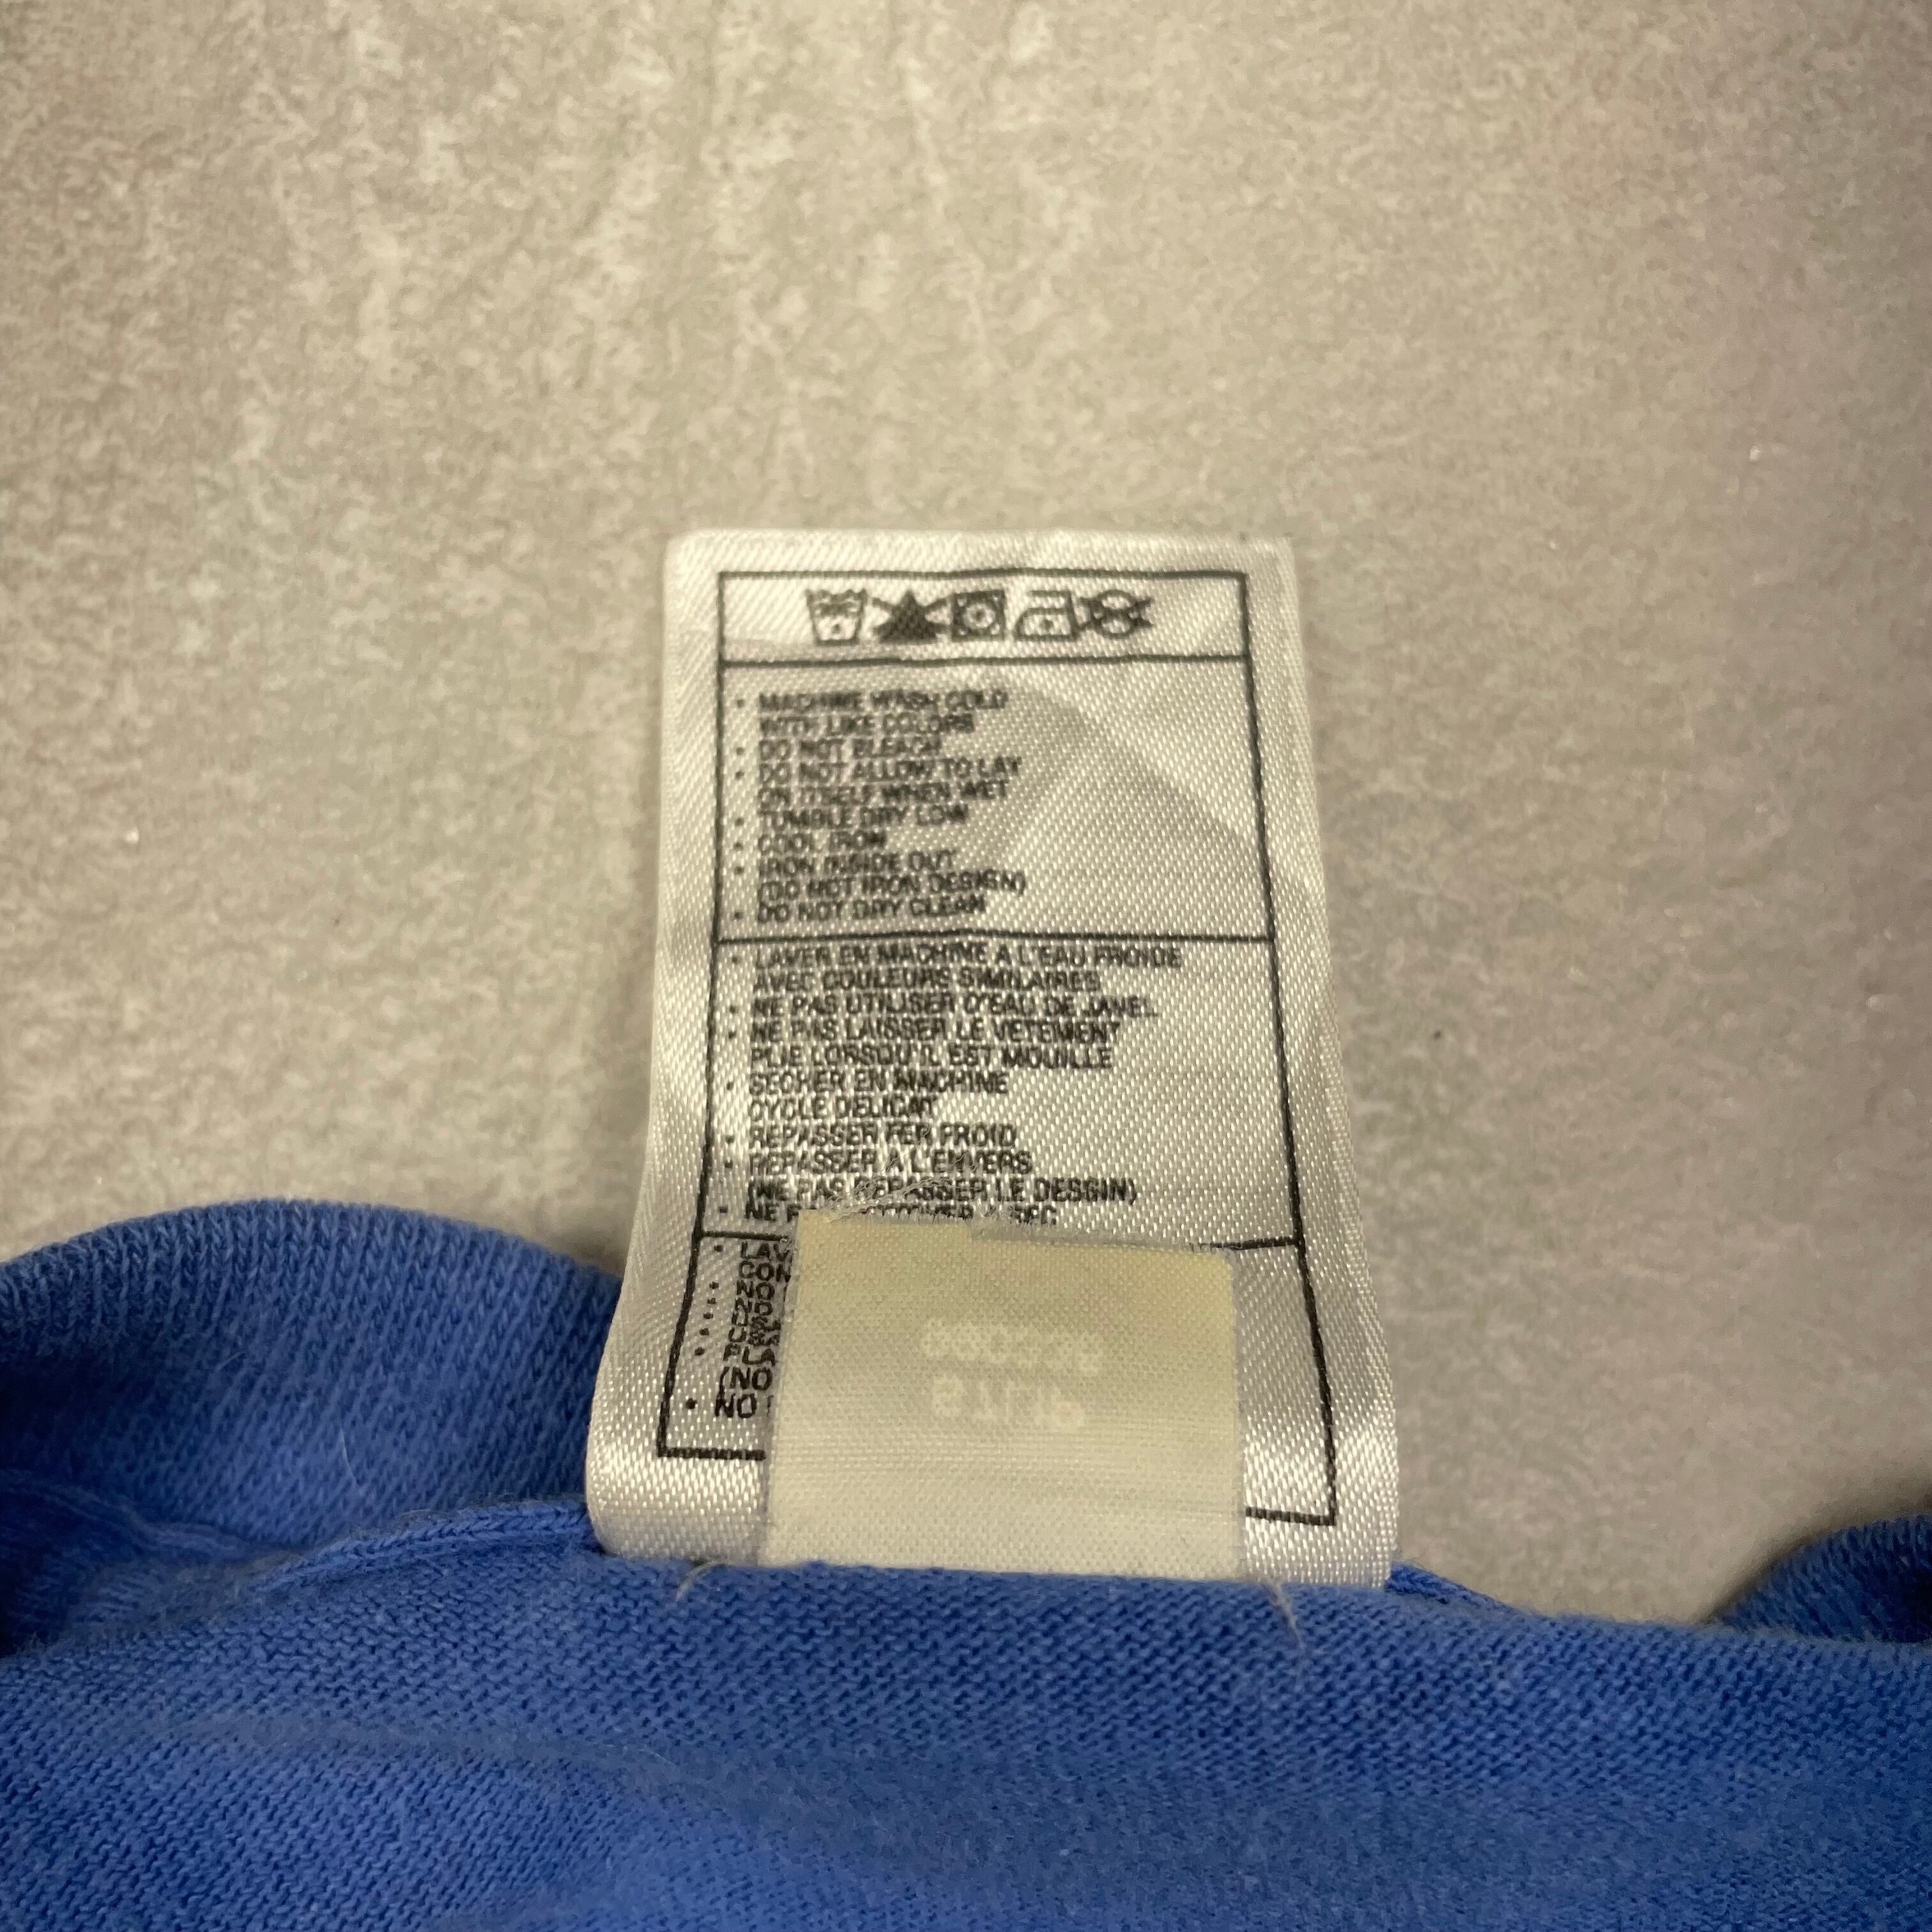 • MACHINE WASH COLD
WITH LIKE COLORS
• DO NOT BLEACH
• DO NOT ALLOW TO LAY
ON ITSELF WHEN WET
• TUMBLE DRY LOW
• COOL IRON
• IRON INSIDE OUT
(DO NOT IRON DESIGN)
• DO NOT DRY CLEAN
• LAVER EN MACHINE A L'EAU FROIDE
AVEC COULEURS SIMILAIRES
• NE PAS UTILISER D'EAU DE JAVEL
• NE PAS LAISSER LE VETEMENT
PLIE LORSQU'IL EST MOUILLE
• SECHER EN MACHINE
CYCLE DELICAT
• REPASSER FER FROID
• REPASSER A L'ENVERS
(NE PAS REPASSER LE DESSIN)
• NE
(NO
• NO